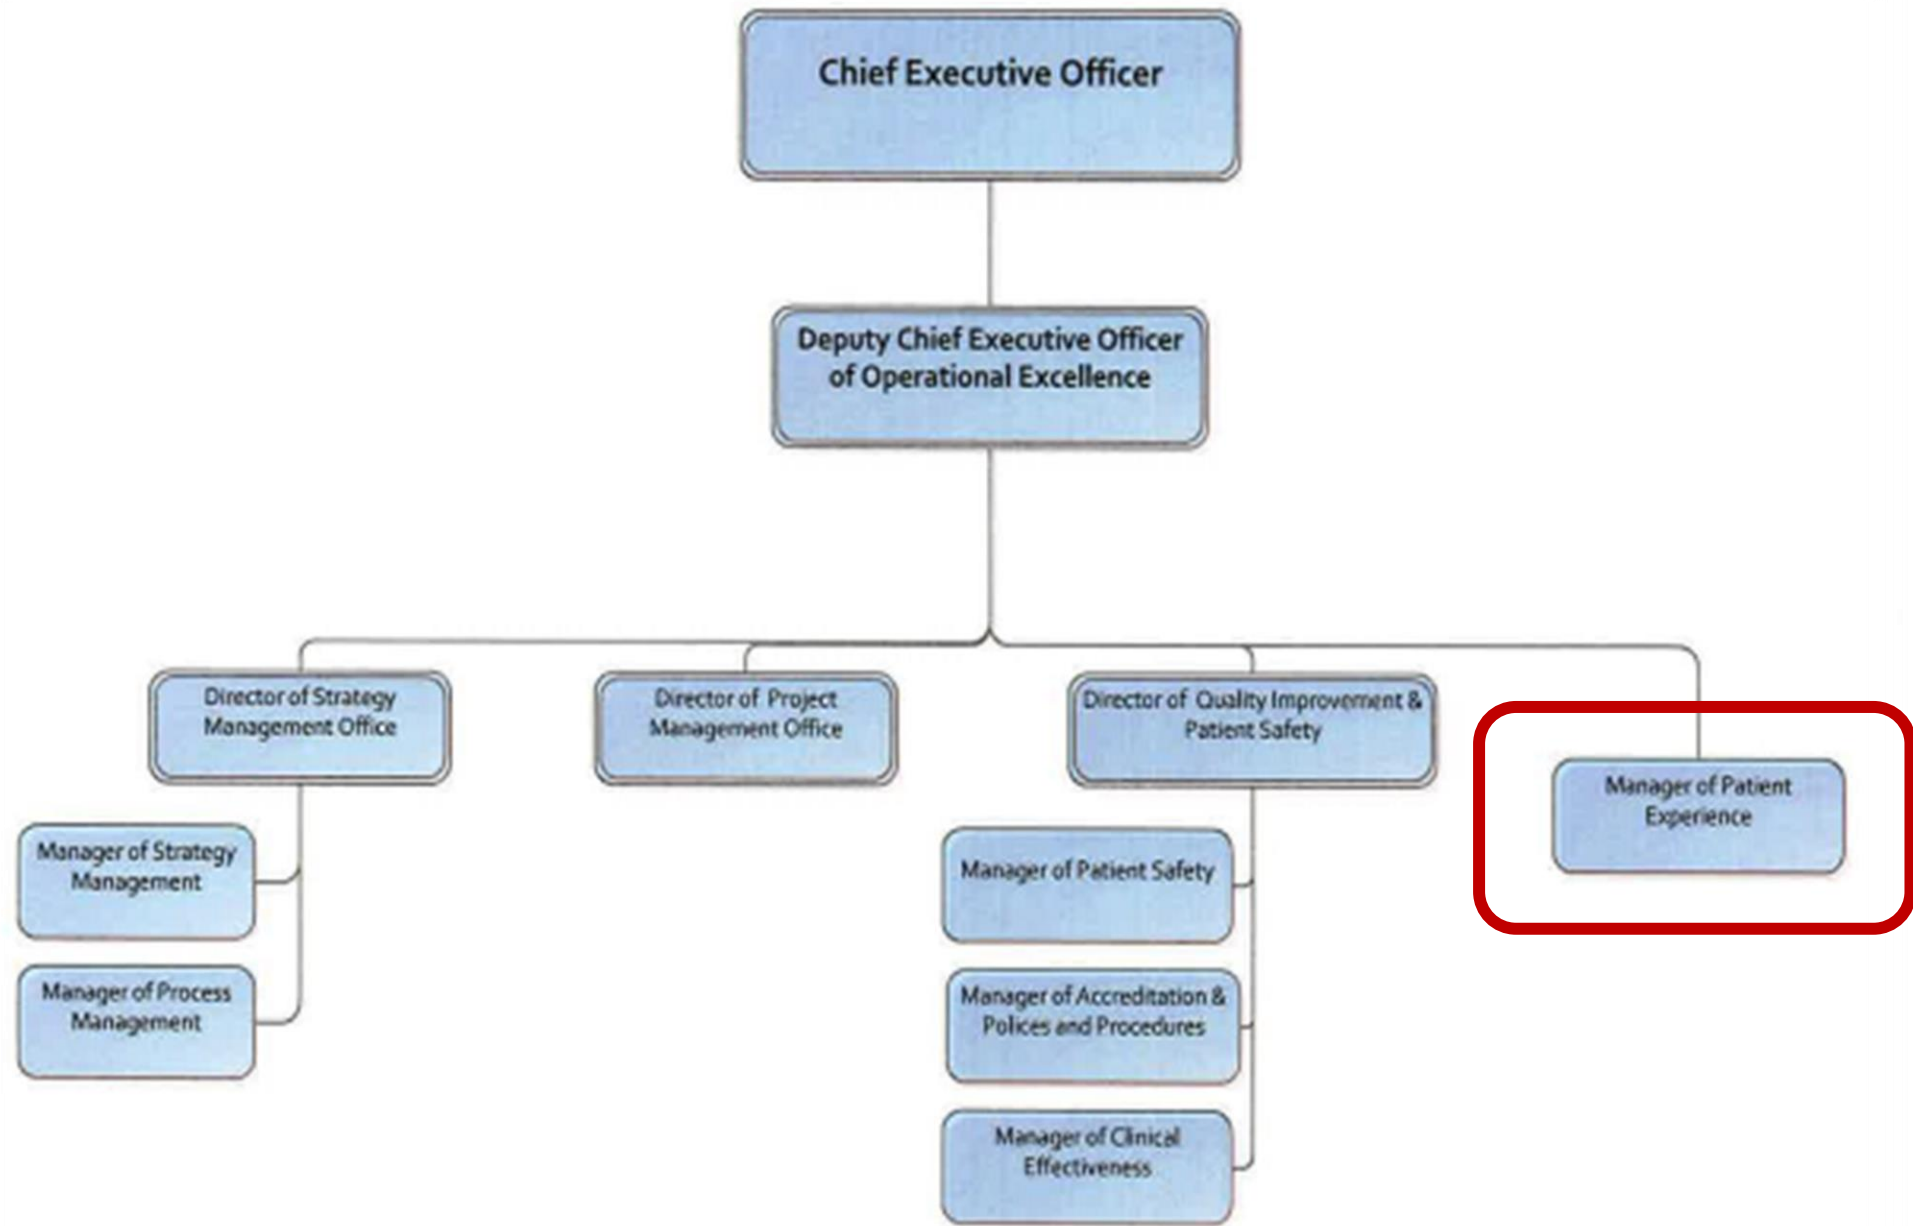 Chief Executive Officer
Deputy Chief Executive Officer
of Operational Excellence
Director of Strategy
Management Office
Director of Project
Management Office
Director of Quality Improvement &
Patient Safety
Manager of Patient
Experience
Manager of Strategy
Management
Manager of Process
Management
Manager of Patient Safety
Manager of Accreditation &
Polices and Procedures
Manager of Clinical
Effectiveness